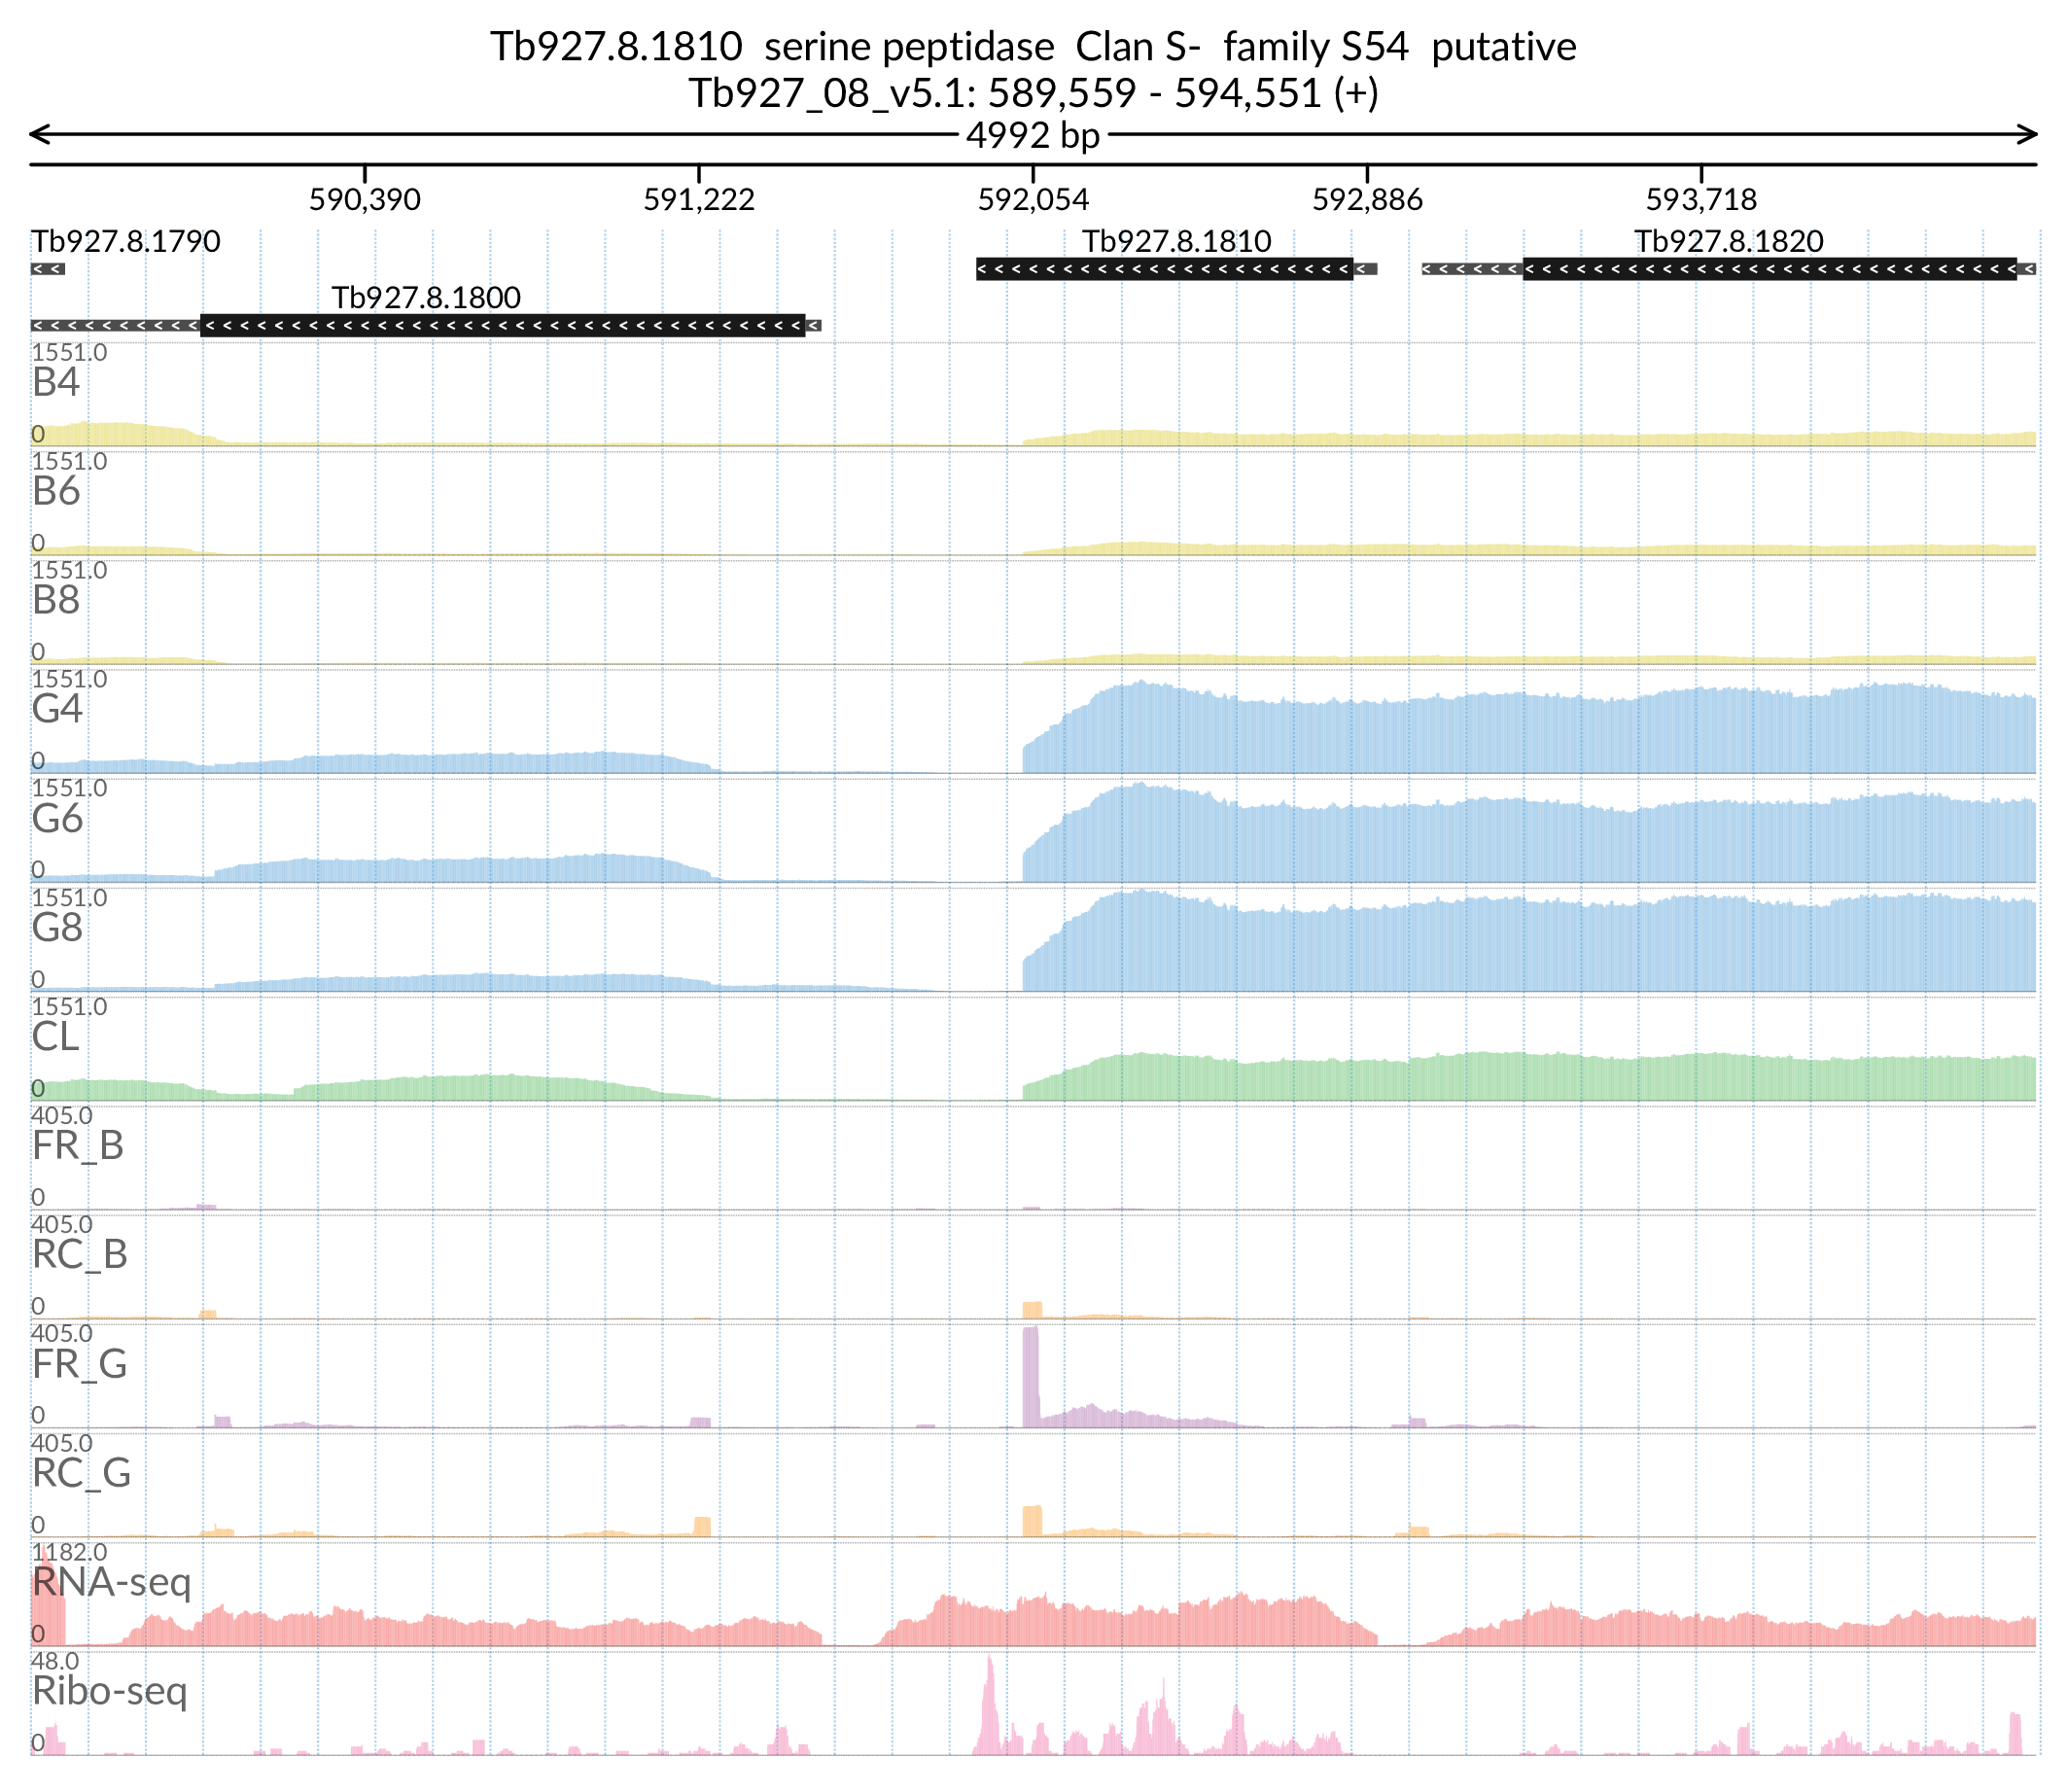 Tb927.8.1810 serine peptidase Clan S- family S54 putative
Tb927_08_v5.1: 589,559 - 594,551 (+)
4992 bp
590,390 591,222 592,054 592,886 593,718
Tb927.8.1790 Tb927.8.1810 Tb927.8.1820
Tb927.8.1800
1551.0
B4
0
1551.0
B6
0
1551.0
B8
0
1551.0
G4
0
1551.0
G6
0
1551.0
G8
0
1551.0
CL
0
405.0
FR_B
0
405.0
RC_B
0
405.0
FR_G
0
405.0
RC_G
0
1182.0
RNA-seq
0
48.0
Ribo-seq
0